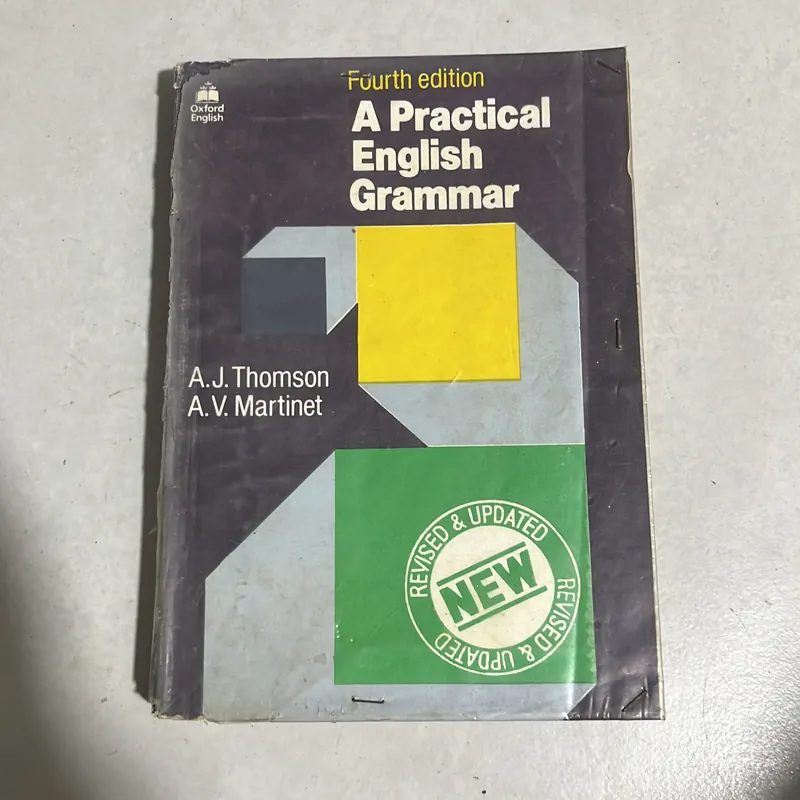 Oxford
English
Fourth edition
A Practical
English
Grammar
A.J. Thomson
A.V. Martinet
REVISED & UPDATED
NEW
REVISED & UPDATED